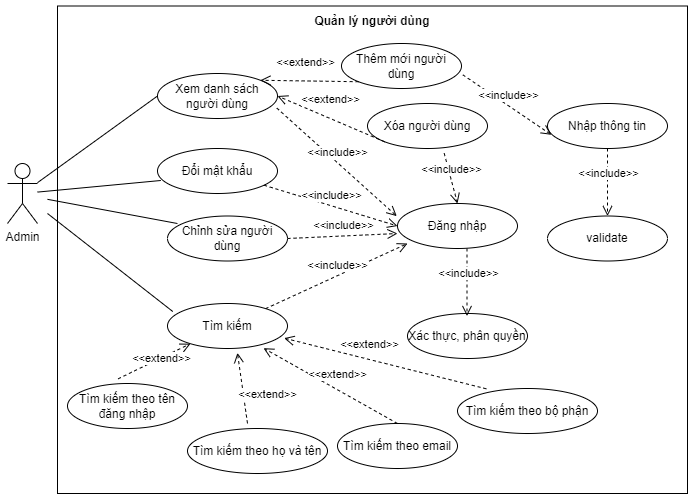 Quản lý người dùng
<<extend>>
Thêm mới người
dùng
Xem danh sách
người dùng
<<extend>>
<<include>>
Xóa người dùng
Nhập thông tin
<<include>>
<<include>>
Đổi mật khẩu
<<include>>
<<include>>
Admin
Chỉnh sửa người
dùng
<<include>>
Đăng nhập
validate
<<include>>
<<include>>
Tìm kiếm
Xác thực, phân quyền
<<extend>>
<<extend>>
<<extend>>
<<extend>>
Tìm kiếm theo tên
đăng nhập
Tìm kiếm theo họ và tên
Tìm kiếm theo email
Tìm kiếm theo bộ phận